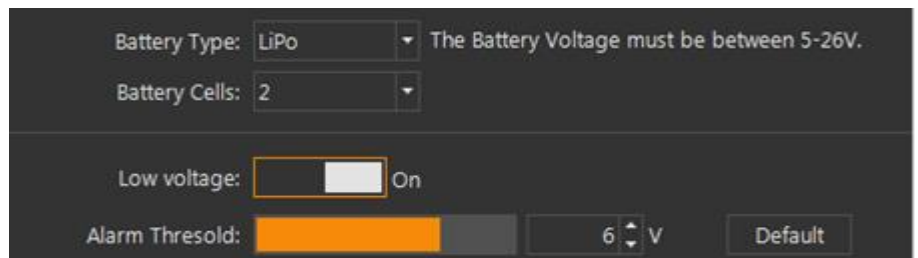 Battery Type: LiPo The Battery Voltage must be between 5-26V.
Battery Cells: 2
Low voltage: On
Alarm Thresold: 6 V Default